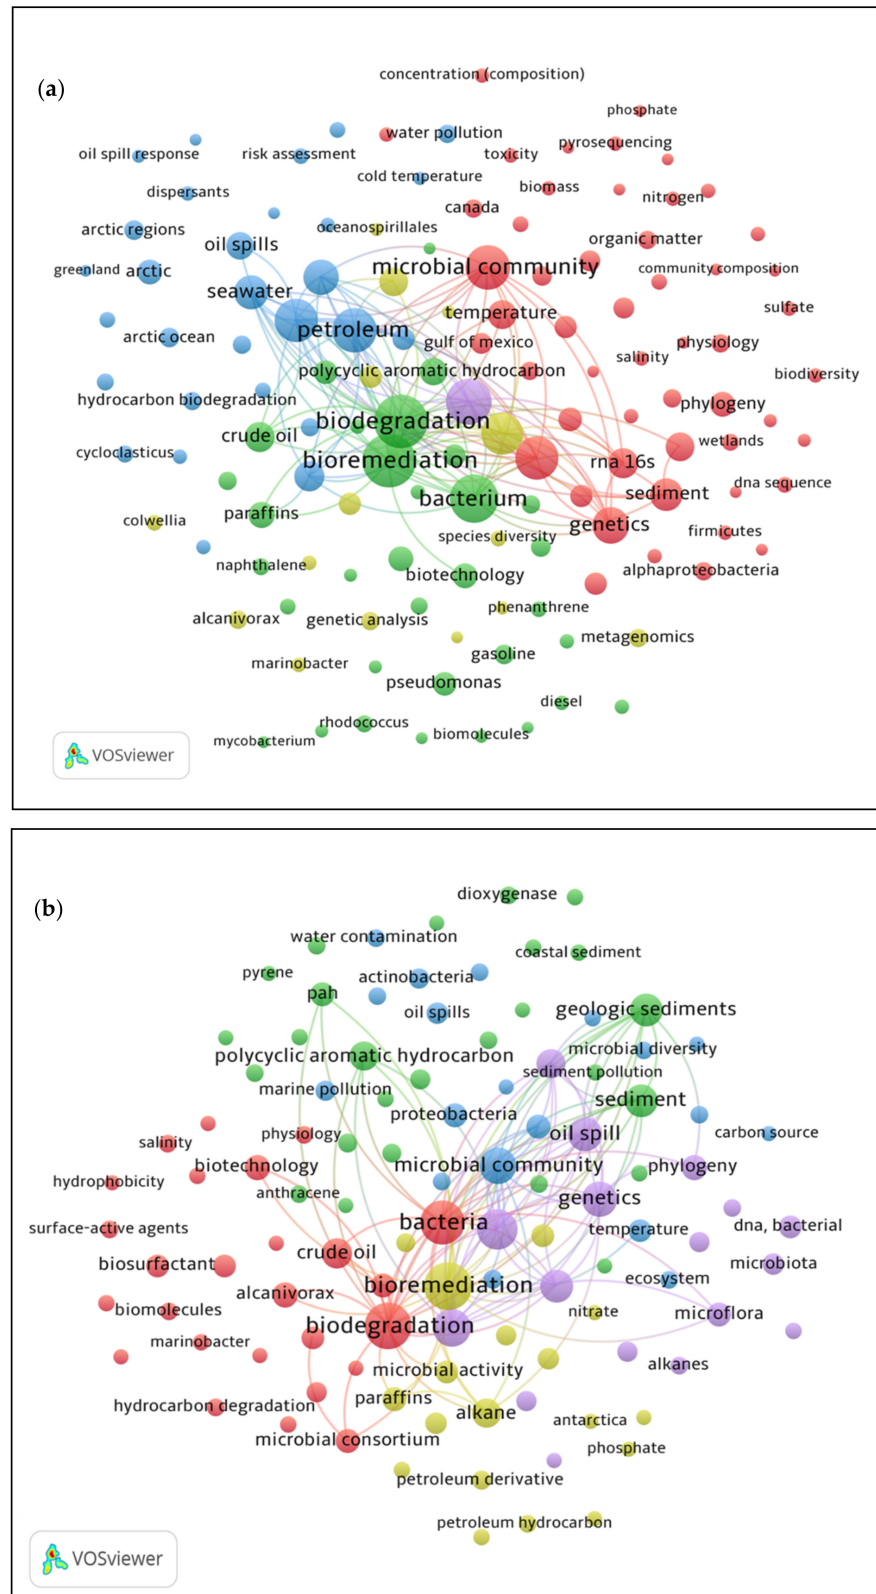 concentration (composition)
(a)
phosphate
water pollution
pyrosequencing
oil spill response
risk assessment
toxicity
cold temperature
dispersants
biomass
nitrogen
canada
arctic regions
oceanospirillales
oil spills
organic matter
greenland
arctic
microbial community
community composition
seawater
temperature
sulfate
petroleum
arctic ocean
gulf of mexico
physiology
salinity
polycyclic aromatic hydrocarbon
biodiversity
hydrocarbon biodegradation
phylogeny
biodegradation
crude oil
wetlands
cycloclasticus
bioremediation
rna 16s
dna sequence
sediment
bacterium
paraffins
colwellia
genetics
firmicutes
species diversity
naphthalene
biotechnology
alphaproteobacteria
phenanthrene
alcanivorax
genetic analysis
metagenomics
gasoline
marinobacter
pseudomonas
diesel
rhodococcus
biomolecules
mycobacterium
VOSviewer
dioxygenase
(b)
water contamination
coastal sediment
pyrene
actinobacteria
pah
oil spills
geologic sediments
microbial diversity
polycyclic aromatic hydrocarbon
sediment pollution
marine pollution
sediment
proteobacteria
physiology
oil spill
carbon source
salinity
biotechnology
microbial community
phylogeny
hydrophobicity
anthracene
genetics
surface-active agents
bacteria
temperature
dna, bacterial
crude oil
biosurfactant
microbiota
bioremediation
ecosystem
alcanivorax
biomolecules
nitrate
microflora
biodegradation
marinobacter
microbial activity
alkanes
hydrocarbon degradation
paraffins
alkane
antarctica
microbial consortium
phosphate
petroleum derivative
petroleum hydrocarbon
VOSviewer